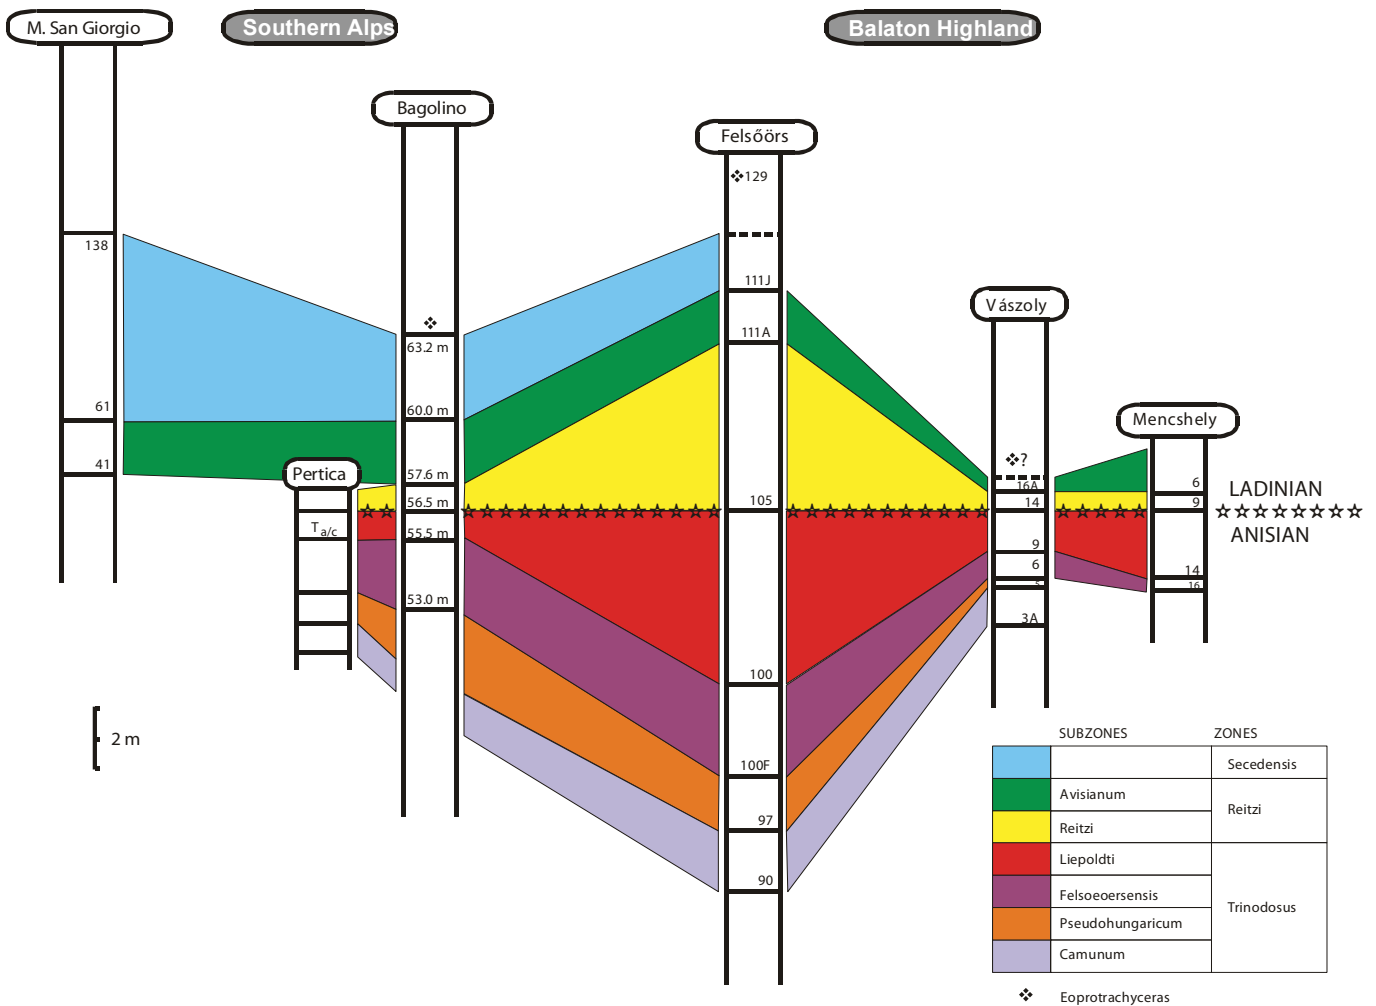 M. San Giorgio
Southern Alps
Balaton Highland
Bagolino
Felsőörs
129
138
111J
Vászoly
111A
63.2 m
61
60.0 m
Mencshely
?
41
Pertica
57.6 m
16A
6
56.5 m
105
14
9
LADINIAN
ANISIAN
Ta/c
55.5 m
9
6
14
5
16
53.0 m
3A
100
2 m
100F
97
90
SUBZONES ZONES
Secedensis
Avisianum
Reitzi
Reitzi
Liepoldti
Felsoeoersensis
Trinodosus
Pseudohungaricum
Camunum
Eoprotrachyceras